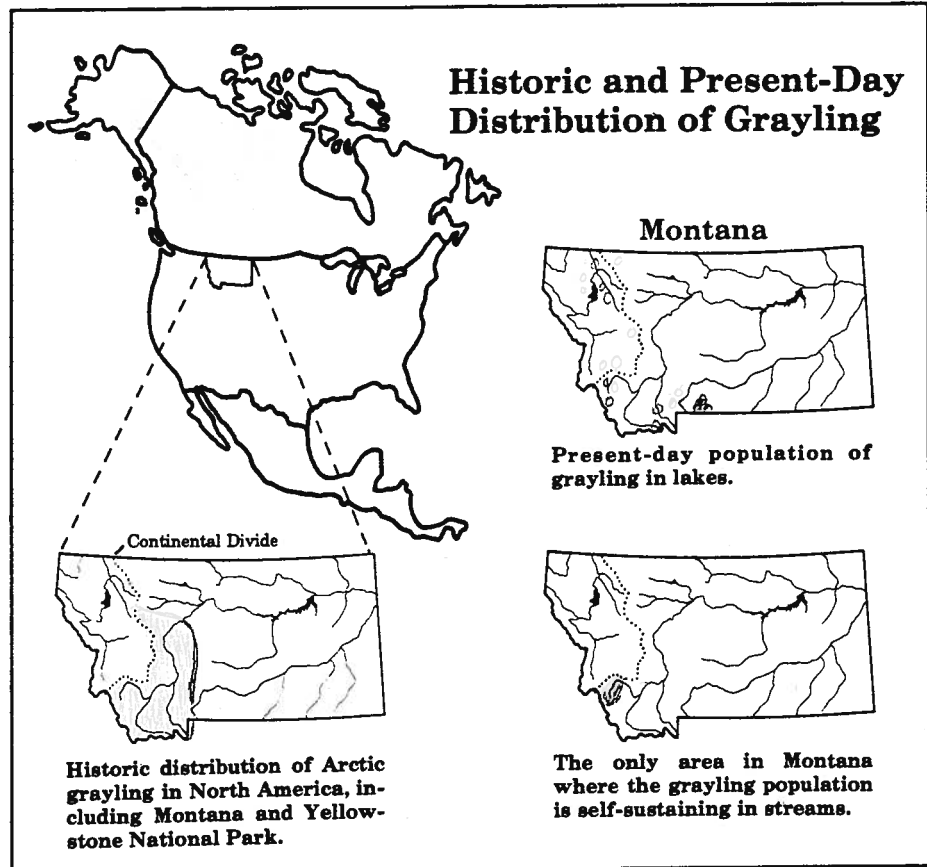 Historic and Present-Day
Distribution of Grayling
Montana
Present-day population of
grayling in lakes.
Continental Divide
Historic distribution of Arctic
grayling in North America, in-
cluding Montana and Yellow-
stone National Park.
The only area in Montana
where the grayling population
is self-sustaining in streams.